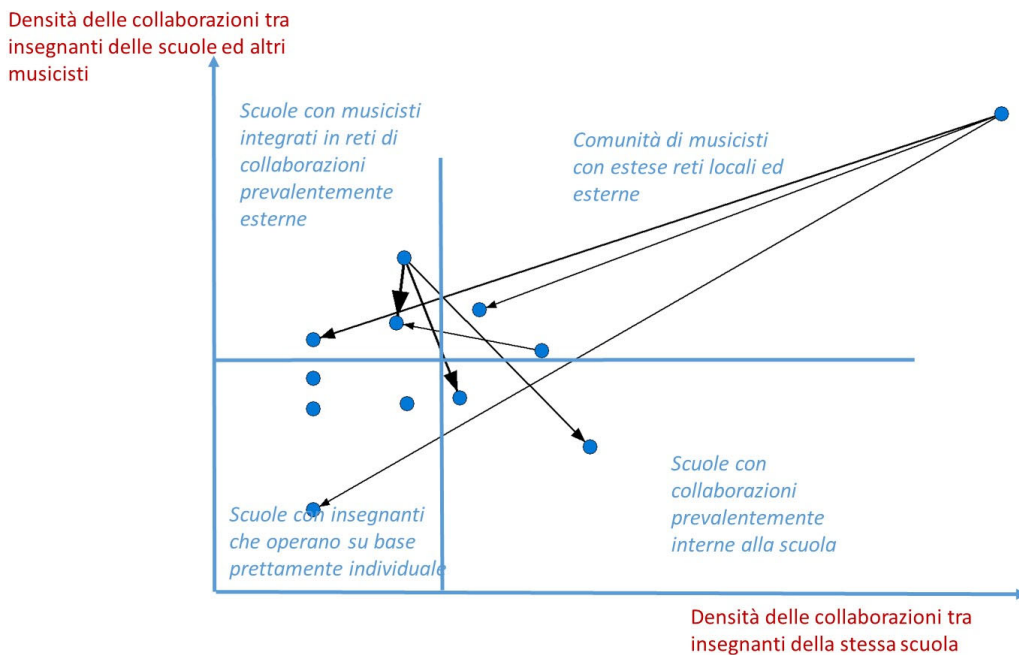 Densità delle collaborazioni tra
insegnanti delle scuole ed altri
musicisti
Scuole con musicisti
integrati in reti di
collaborazioni
prevalentemente
esterne
Comunità di musicisti
con estese reti locali ed
esterne
Scuole con
collaborazioni
prevalentemente
interne alla scuola
Scuole con insegnanti
che operano su base
prettamente individuale
Densità delle collaborazioni tra
insegnanti della stessa scuola